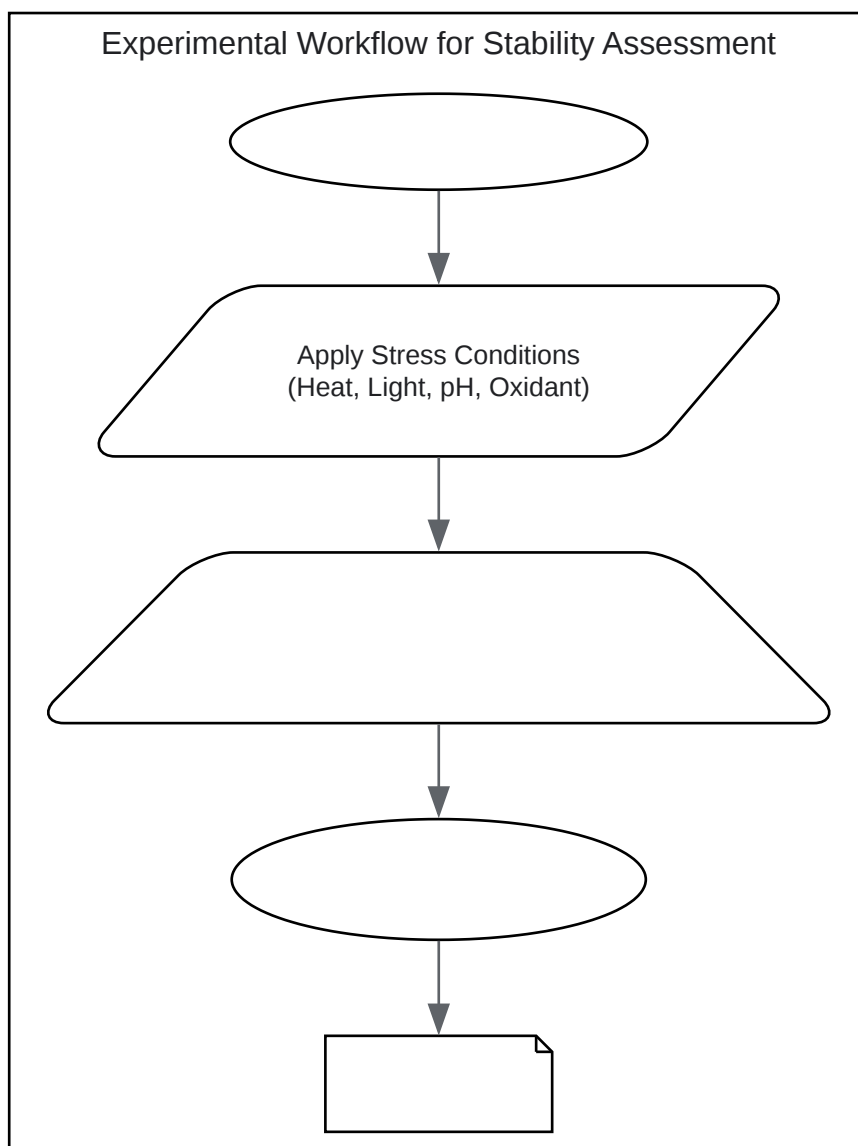 Experimental Workflow for Stability Assessment
Apply Stress Conditions
(Heat, Light, pH, Oxidant)